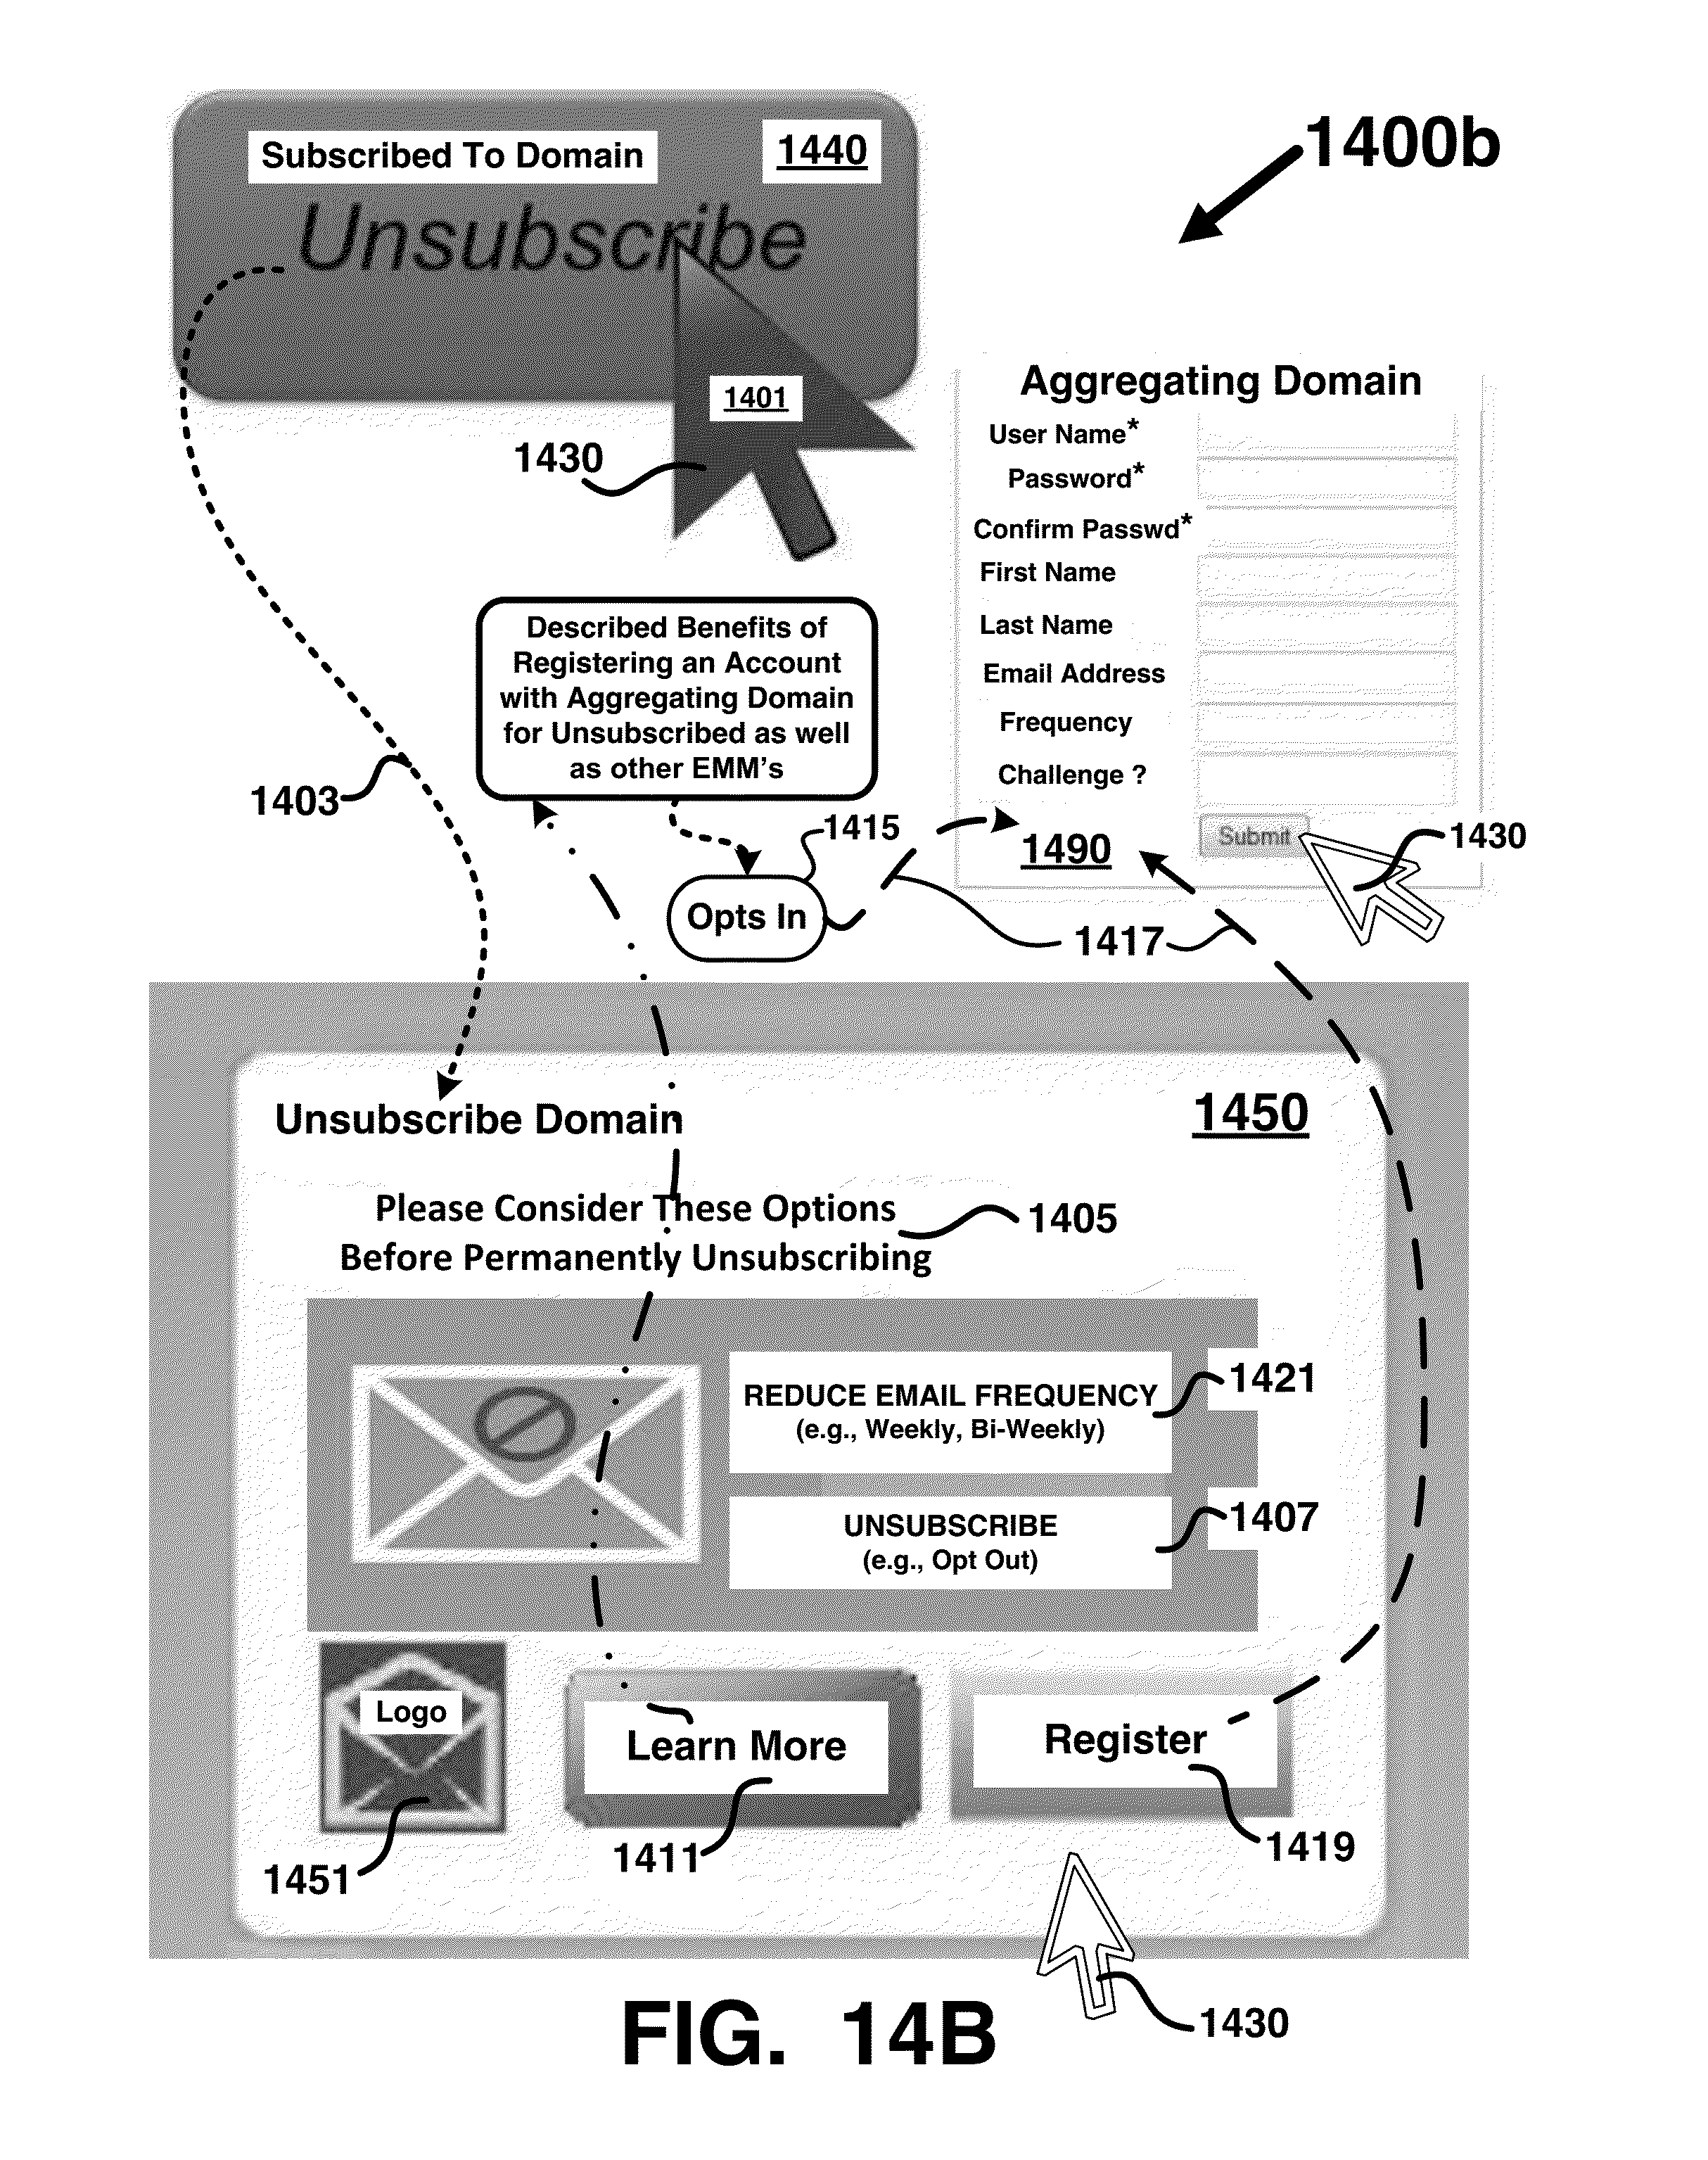 1400b
Subscribed To Domain
1440
Unsubscribe
1401
1430
Aggregating Domain
User Name*
Password*
Confirm Passwd*
First Name
Last Name
Email Address
Frequency
Challenge ?
Submit
1490
1430
Described Benefits of
Registering an Account
with Aggregating Domain
for Unsubscribed as well
as other EMM's
1403
1415
Opts In
1417
Unsubscribe Domain
1450
Please Consider These Options
Before Permanently Unsubscribing
1405
REDUCE EMAIL FREQUENCY
(e.g., Weekly, Bi-Weekly)
1421
UNSUBSCRIBE
(e.g., Opt Out)
1407
Logo
Learn More
Register
1451
1411
1419
1430
FIG. 14B